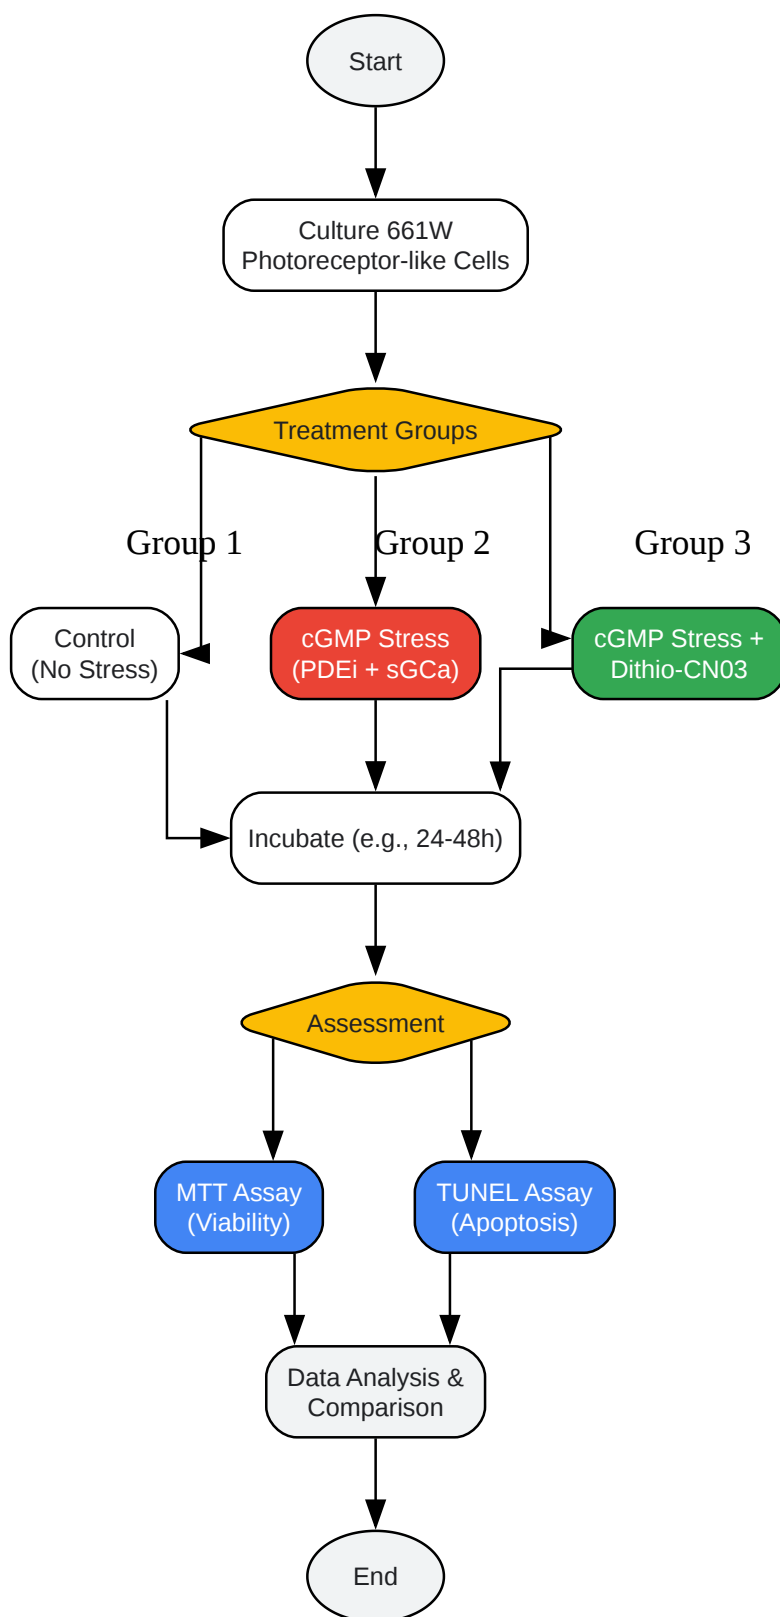 Start
Culture 661W
Photoreceptor-like Cells
Treatment Groups
Group 1
Group 2
Group 3
Control
(No Stress)
cGMP Stress
(PDEi + sGCa)
cGMP Stress +
Dithio-CN03
Incubate (e.g., 24-48h)
Assessment
MTT Assay
(Viability)
TUNEL Assay
(Apoptosis)
Data Analysis &
Comparison
End